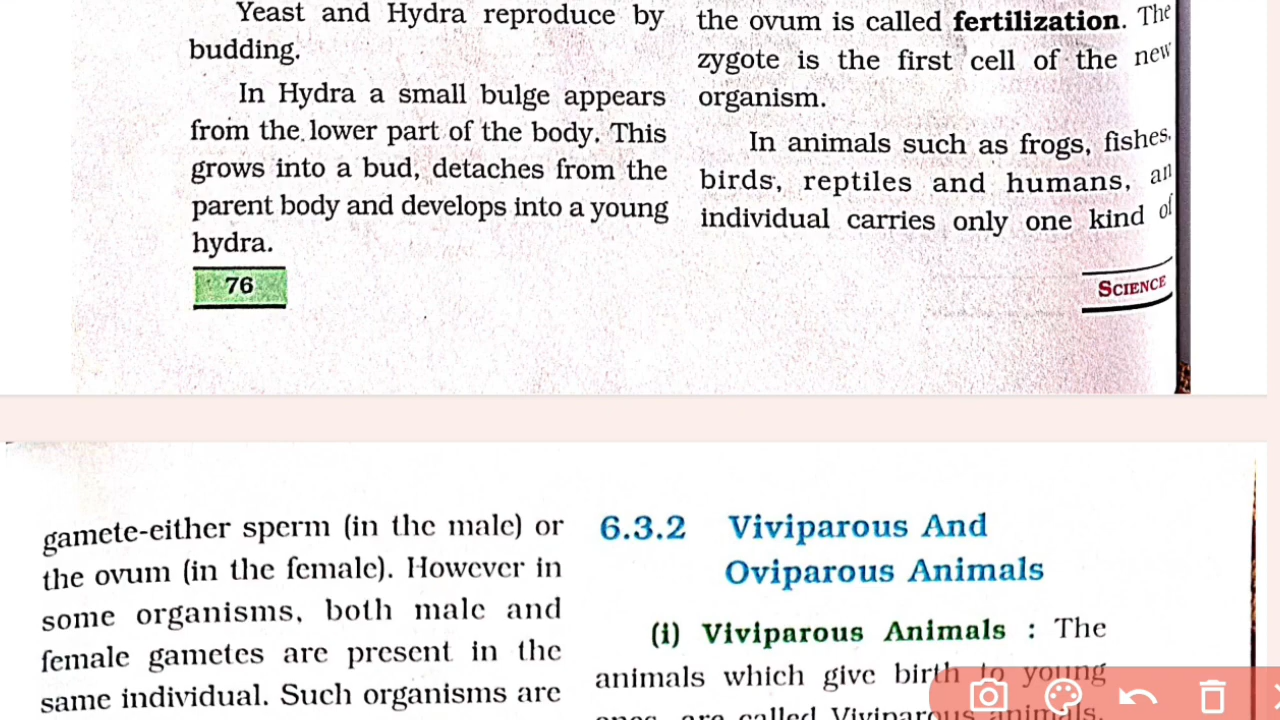 Yeast and Hydra reproduce by
budding.
In Hydra a small bulge appears
from the lower part of the body. This
grows into a bud, detaches from the
parent body and develops into a young
hydra.
76
the ovum is called fertilization. The
zygote is the first cell of the new
organism.
In animals such as frogs, fishes,
birds, reptiles and humans, an
individual carries only one kind of
SCIENCE
gamete-either sperm (in the male) or
the ovum (in the female). However in
some organisms, both male and
female gametes are present in the
same individual. Such organisms are
6.3.2 Viviparous And
Oviparous Animals
(i) Viviparous Animals : The
animals which give birth to young
ones, are called Viviparous animals.